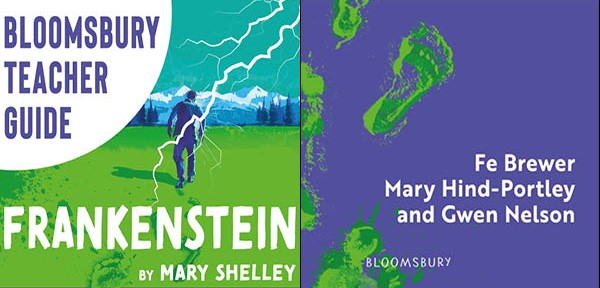 BLOOMSBURY
TEACHER
GUIDE
FRANKENSTEIN
BY MARY SHELLEY
Fe Brewer
Mary Hind-Portley
and Gwen Nelson
BLOOMSBURY